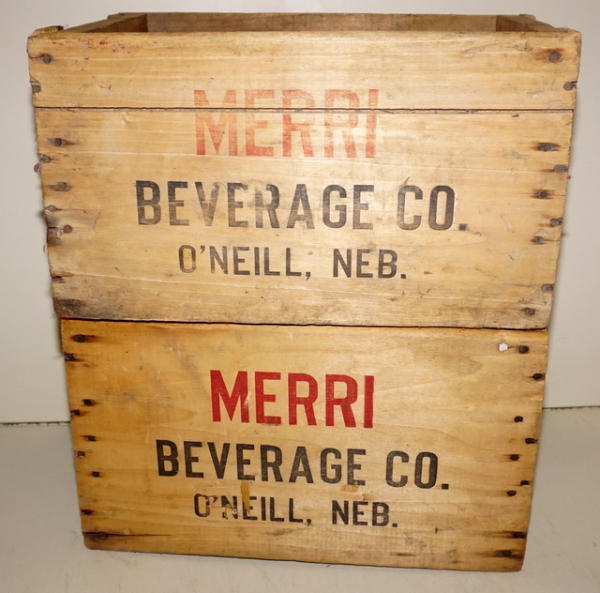 MERRI
BEVERAGE CO.
O'NEILL, NEB.
MERRI
BEVERAGE CO.
O'NEILL, NEB.